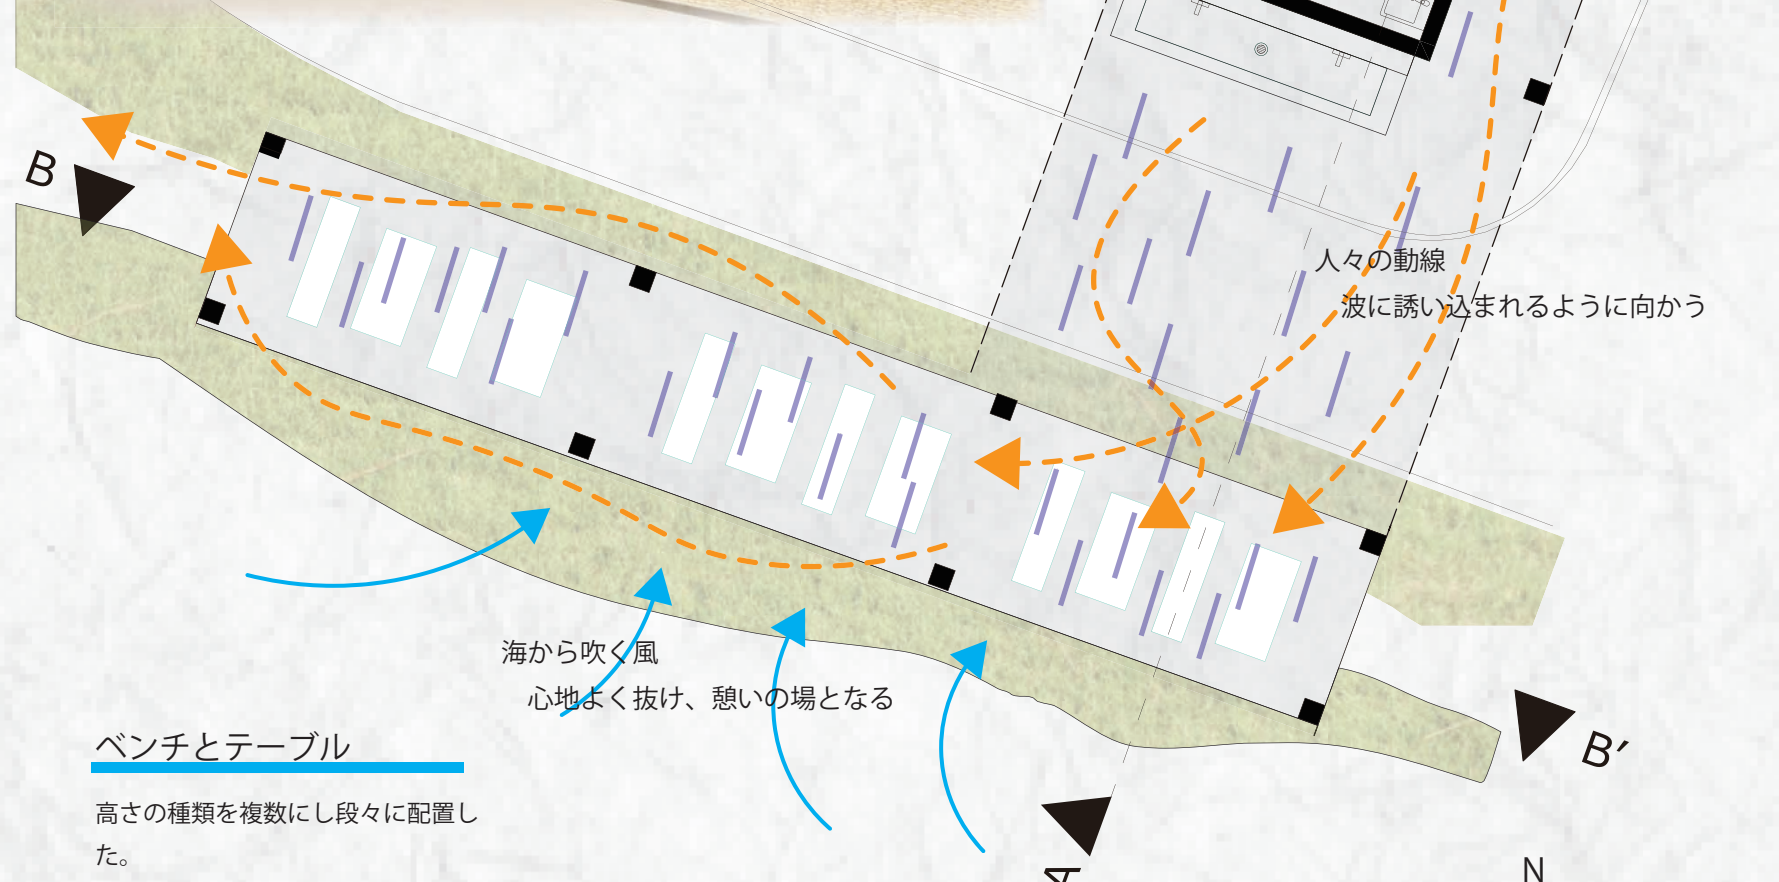 B
人々の動線
波に誘い込まれるように向かう
海から吹く風
心地よく抜け、憩いの場となる
ベンチとテーブル
高さの種類を複数にし段々に配置し
た。
B′
A
N